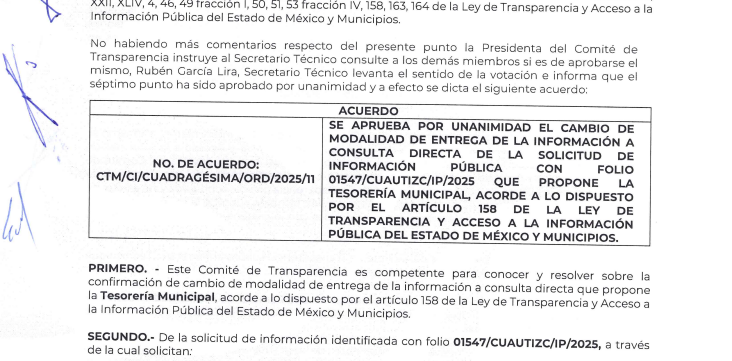 XXII, XLIV, 4, 46, 49 fracción I, 50, 51, 53 fracción IV, 158, 163, 164 de la Ley de Transparencia y Acceso a la
Información Pública del Estado de México y Municipios.
No habiendo más comentarios respecto del presente punto la Presidenta del Comité de
Transparencia instruye al Secretario Técnico consulte a los demás miembros si es de aprobarse el
mismo, Rubén García Lira, Secretario Técnico levanta el sentido de la votación e informa que el
séptimo punto ha sido aprobado por unanimidad y a efecto se dicta el siguiente acuerdo:
ACUERDO
NO. DE ACUERDO:
CTM/CI/CUADRAGÉSIMA/ORD/2025/11
SE APRUEBA POR UNANIMIDAD EL CAMBIO DE
MODALIDAD DE ENTREGA DE LA INFORMACIÓN A
CONSULTA DIRECTA DE LA SOLICITUD DE
INFORMACIÓN PÚBLICA CON FOLIO
01547/CUAUTIZC/IP/2025 QUE PROPONE LA
TESORERÍA MUNICIPAL, ACORDE A LO DISPUESTO
POR EL ARTÍCULO 158 DE LA LEY DE
TRANSPARENCIA Y ACCESO A LA INFORMACIÓN
PÚBLICA DEL ESTADO DE MÉXICO Y MUNICIPIOS.
PRIMERO. - Este Comité de Transparencia es competente para conocer y resolver sobre la
confirmación de cambio de modalidad de entrega de la información a consulta directa que propone
la Tesorería Municipal, acorde a lo dispuesto por el artículo 158 de la Ley de Transparencia y Acceso a
la Información Pública del Estado de México y Municipios.
SEGUNDO.- De la solicitud de información identificada con folio 01547/CUAUTIZC/IP/2025, a través
de la cual solicitan: